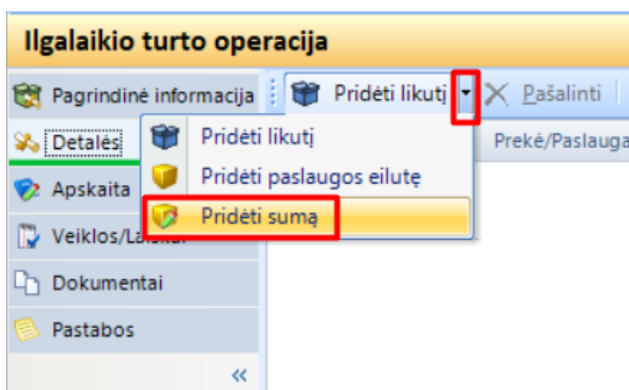 Ilgalaikio turto operacija
Pagrindinė informacija
Pridėti likutį
Pašalinti
Detalės
Pridėti likutį
Prekė/Paslauga
Pridėti paslaugos eilutę
Apskaita
Pridėti sumą
Dokumentai
Pastabos